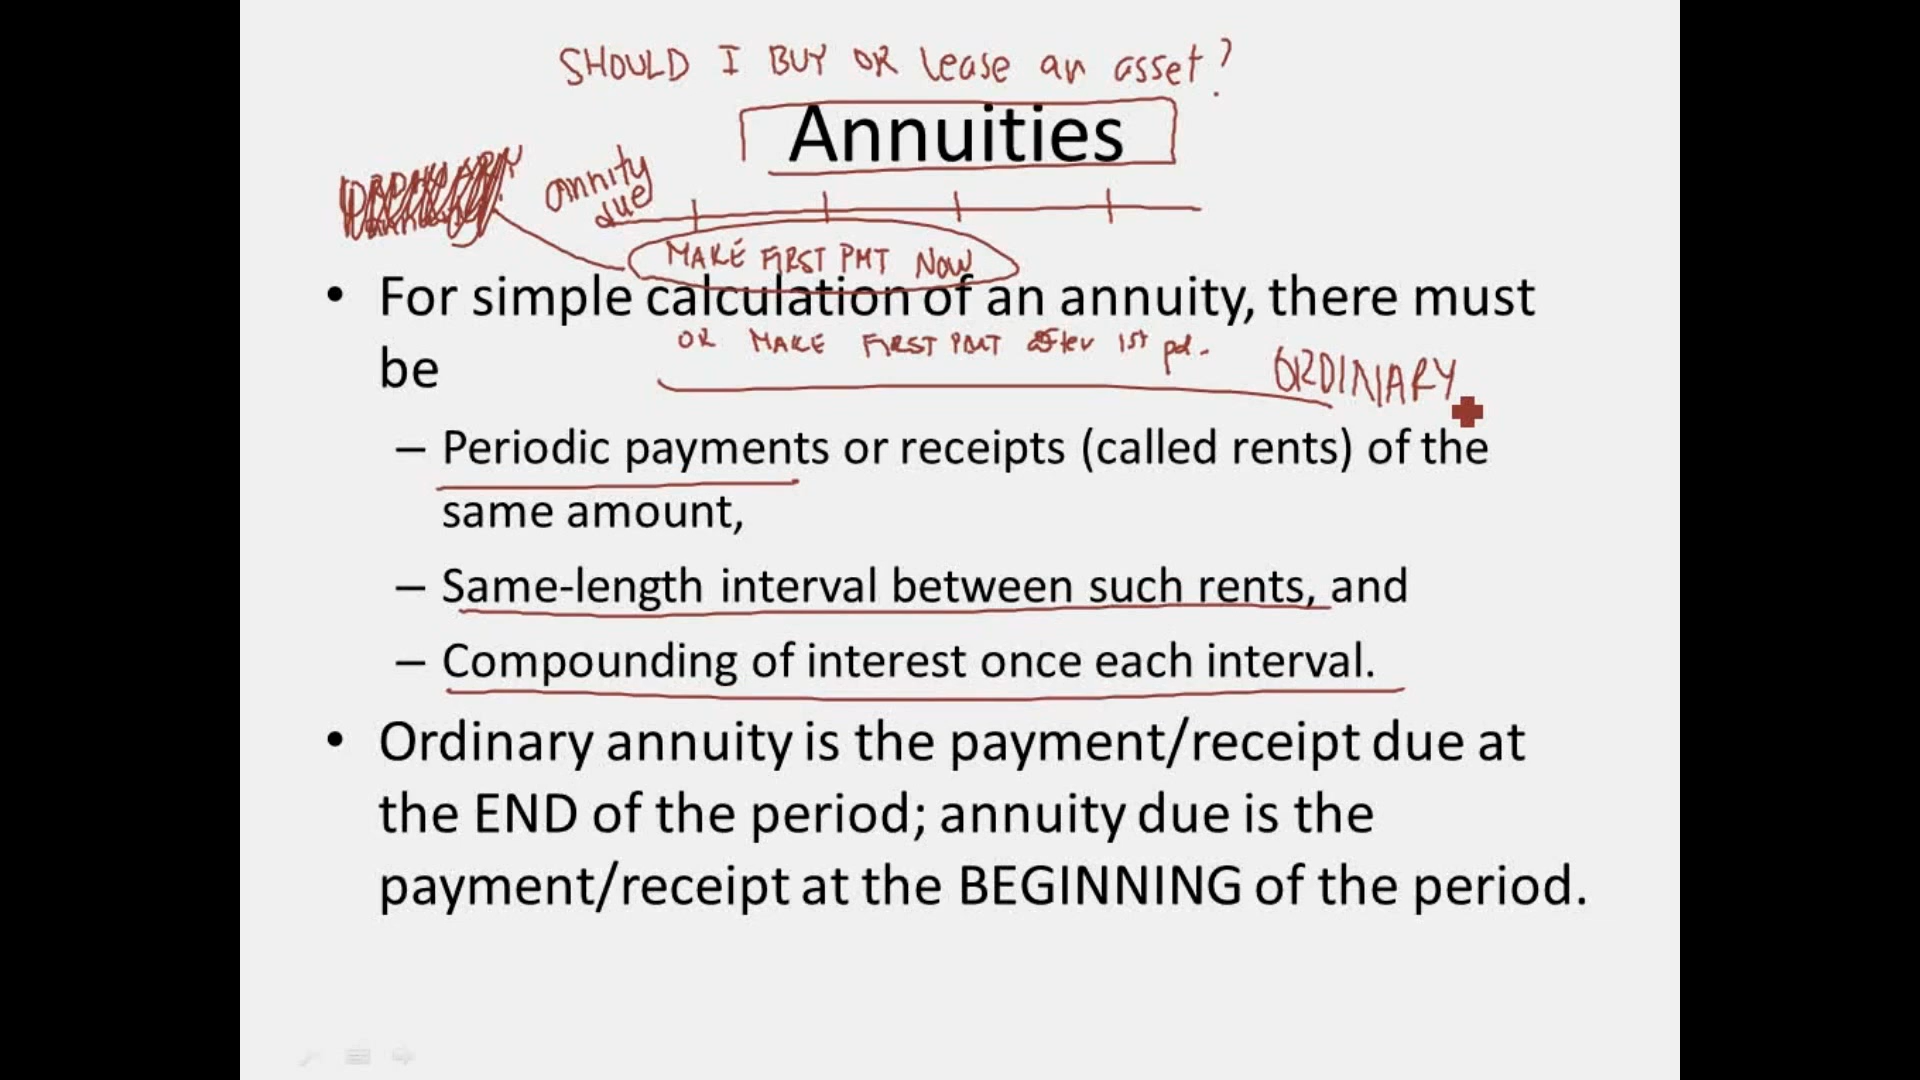 SHOULD I BUY OR lease an asset?
Annuities
annity
due
MAKE FIRST PMT NOW
• For simple calculation of an annuity, there must
OR MAKE FIRST PMT after 1st pd.
be
ORDINARY
– Periodic payments or receipts (called rents) of the
same amount,
– Same-length interval between such rents, and
– Compounding of interest once each interval.
• Ordinary annuity is the payment/receipt due at
the END of the period; annuity due is the
payment/receipt at the BEGINNING of the period.